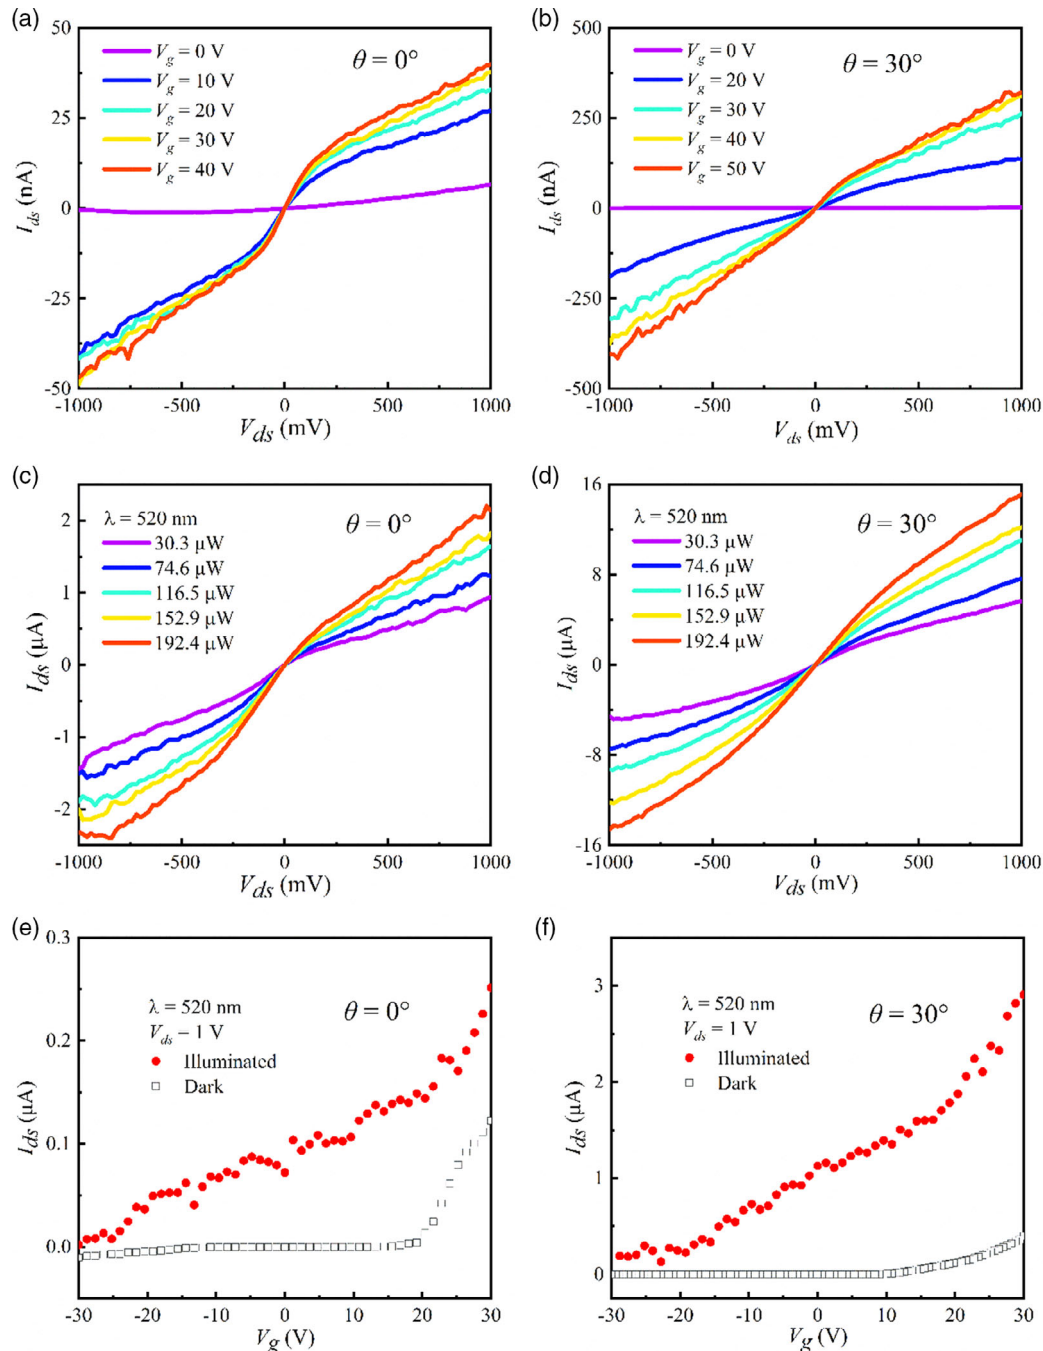 (a)
50
25
0
-25
-50
I_ds (nA)
V_g = 0 V
V_g = 10 V
V_g = 20 V
V_g = 30 V
V_g = 40 V
θ = 0°
-1000 -500 0 500 1000
V_ds (mV)
(b)
500
250
0
-250
-500
I_ds (nA)
V_g = 0 V
V_g = 20 V
V_g = 30 V
V_g = 40 V
V_g = 50 V
θ = 30°
-1000 -500 0 500 1000
V_ds (mV)
(c)
2
1
0
-1
-2
I_ds (µA)
λ = 520 nm
30.3 µW
74.6 µW
116.5 µW
152.9 µW
192.4 µW
θ = 0°
-1000 -500 0 500 1000
V_ds (mV)
(d)
16
8
0
-8
-16
I_ds (µA)
λ = 520 nm
30.3 µW
74.6 µW
116.5 µW
152.9 µW
192.4 µW
θ = 30°
-1000 -500 0 500 1000
V_ds (mV)
(e)
0.3
0.2
0.1
0.0
I_ds (µA)
λ = 520 nm
V_ds = 1 V
Illuminated
Dark
θ = 0°
-30 -20 -10 0 10 20 30
V_g (V)
(f)
3
2
1
0
I_ds (µA)
λ = 520 nm
V_ds = 1 V
Illuminated
Dark
θ = 30°
-30 -20 -10 0 10 20 30
V_g (V)